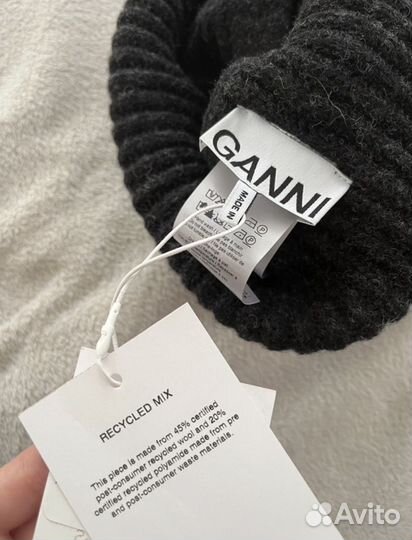 GANNI
MADE IN
RECYCLED MIX
This piece is made from 45% certified
post-consumer recycled wool and 20%
certified recycled polyamide made from pre
and post-consumer waste materials.
Avito